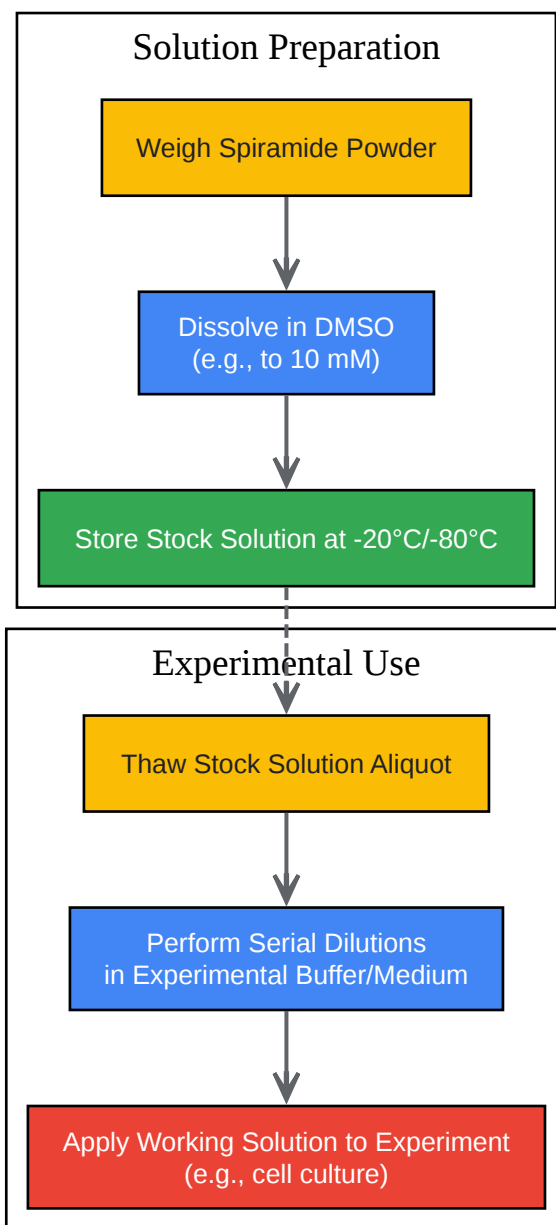 Solution Preparation
Weigh Spiramide Powder
Dissolve in DMSO
(e.g., to 10 mM)
Store Stock Solution at -20°C/-80°C
Experimental Use
Thaw Stock Solution Aliquot
Perform Serial Dilutions
in Experimental Buffer/Medium
Apply Working Solution to Experiment
(e.g., cell culture)